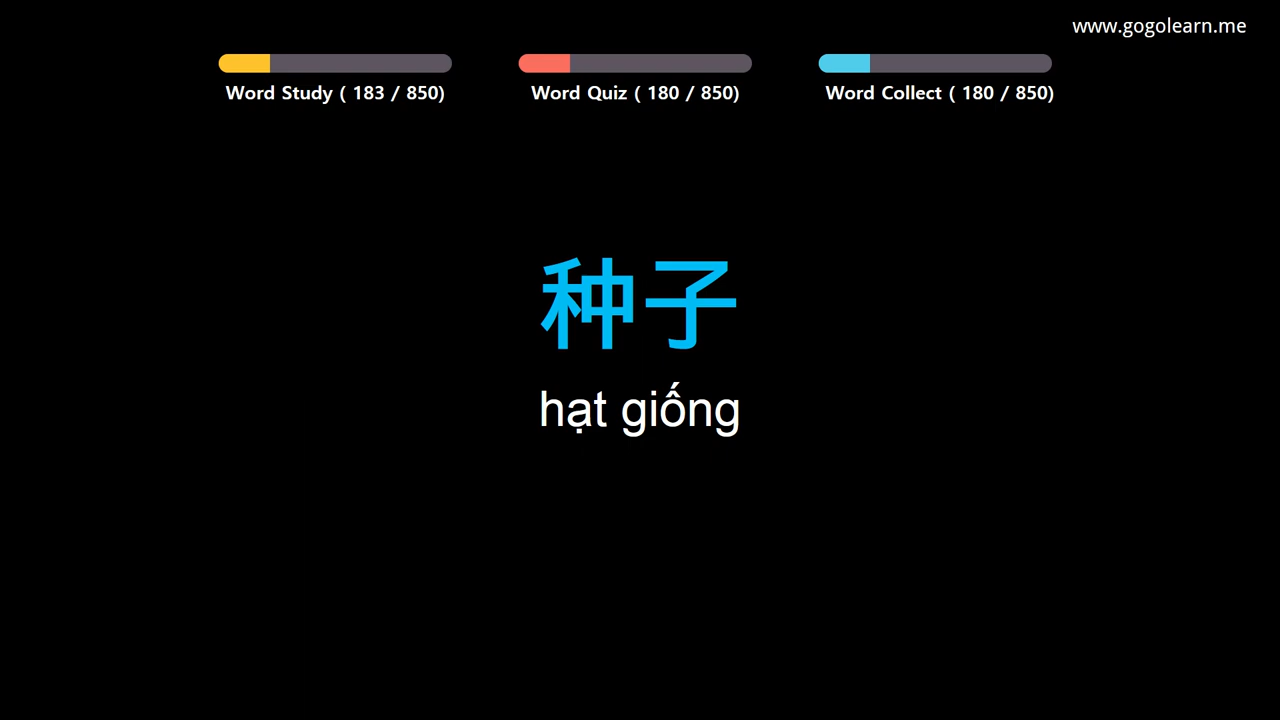 www.gogolearn.me
Word Study ( 183 / 850)
Word Quiz ( 180 / 850)
Word Collect ( 180 / 850)
种子
hạt giống